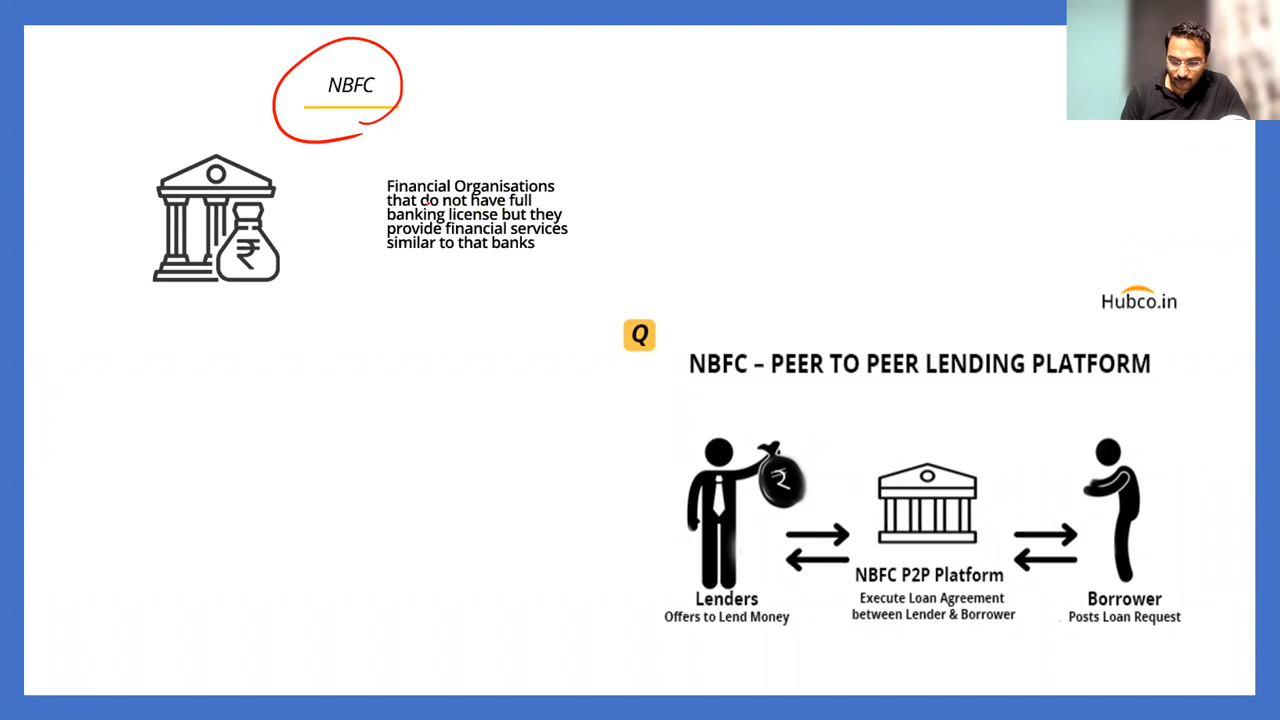 NBFC
Financial Organisations
that do not have full
banking license but they
provide financial services
similar to that banks
₹
Hubco.in
Q
NBFC – PEER TO PEER LENDING PLATFORM
₹
NBFC P2P Platform
Lenders
Execute Loan Agreement
Borrower
Offers to Lend Money
between Lender & Borrower
Posts Loan Request